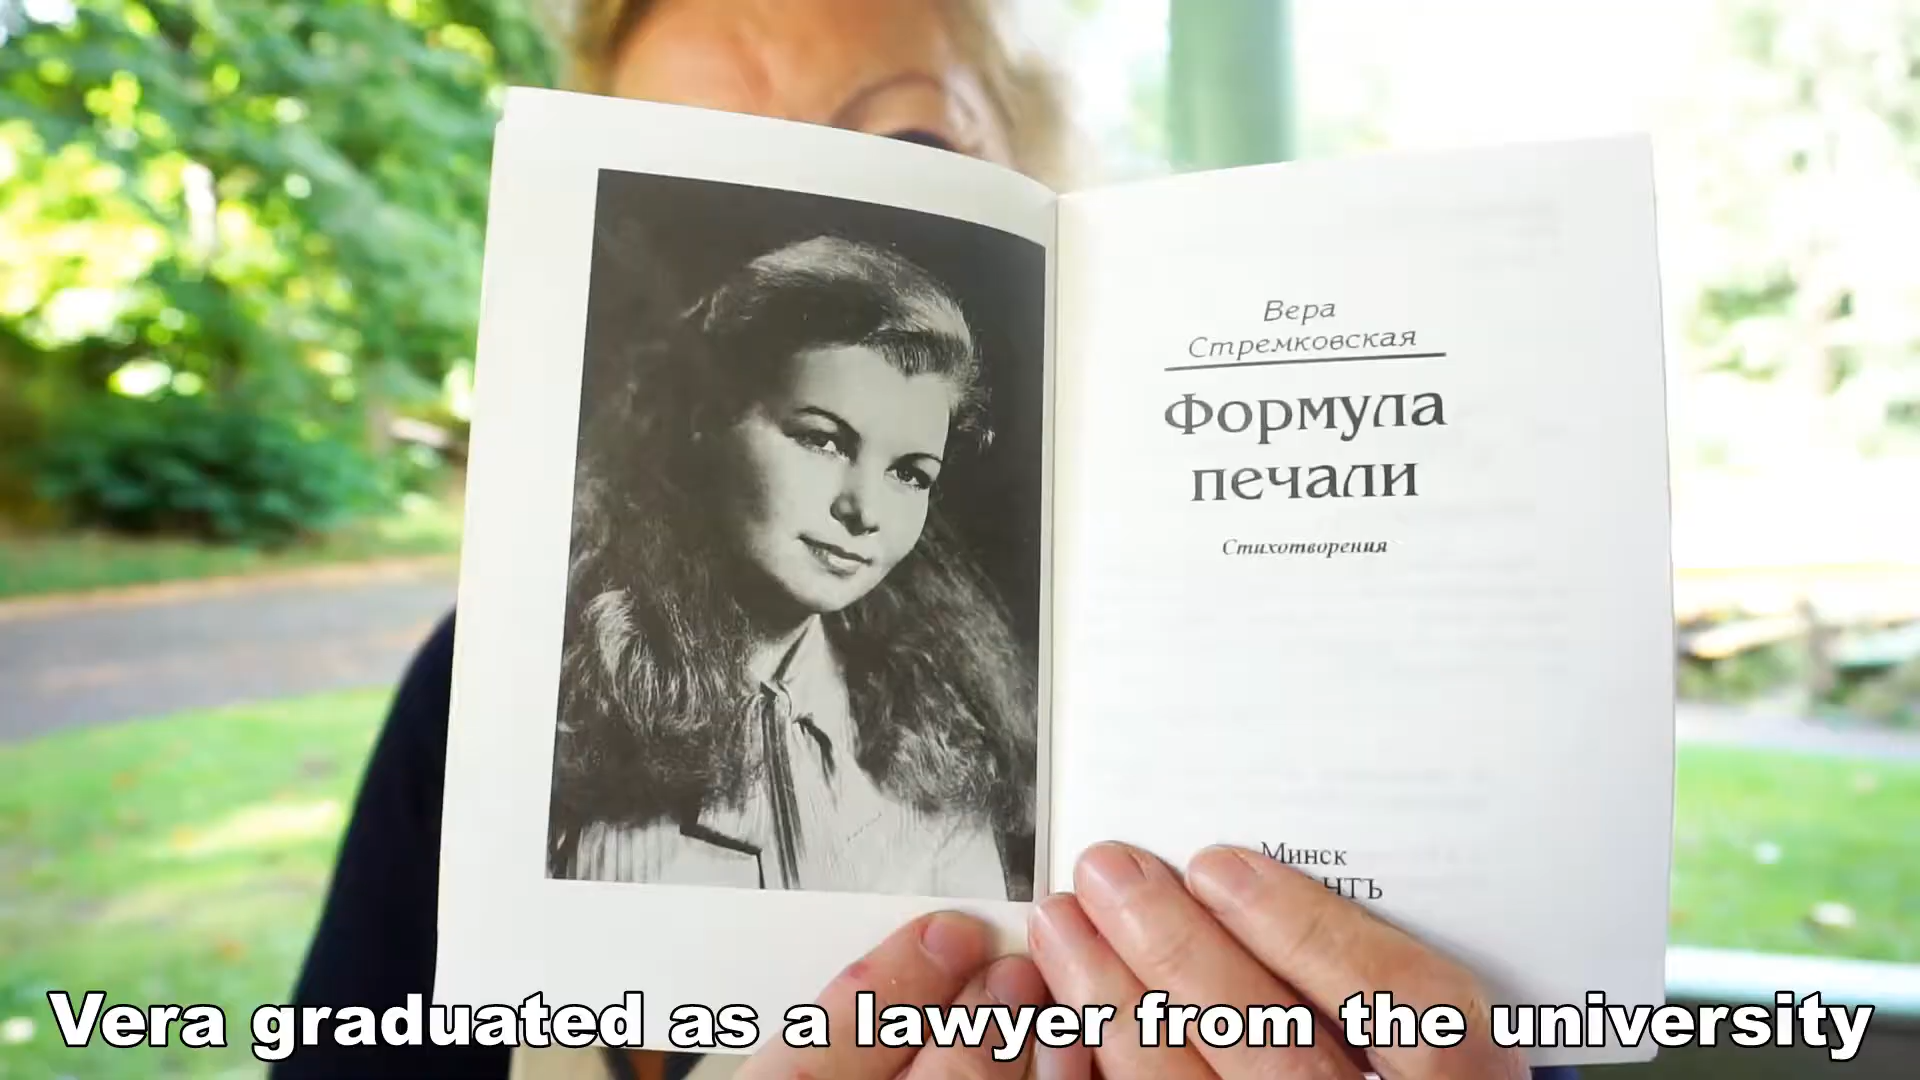 Вера
Стремковская
Формула
печали
Стихотворения
Минск
Vera graduated as a lawyer from the university